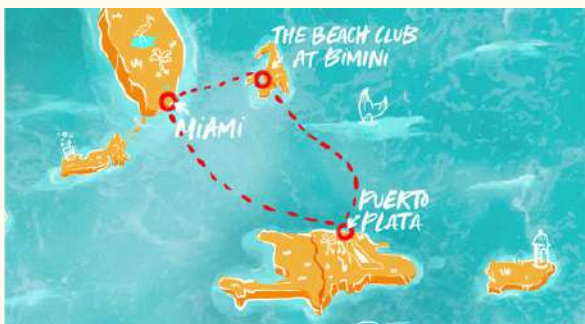 THE BEACH CLUB
AT BIMINI
MIAMI
PUERTO
PLATA